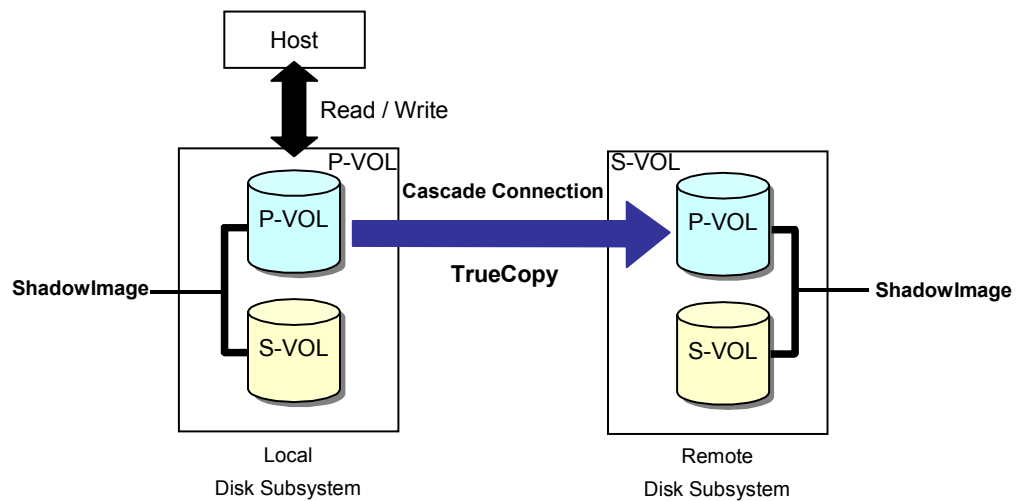 Host
Read / Write
P-VOL
S-VOL
Cascade Connection
P-VOL
P-VOL
TrueCopy
ShadowImage
ShadowImage
S-VOL
S-VOL
Local
Disk Subsystem
Remote
Disk Subsystem